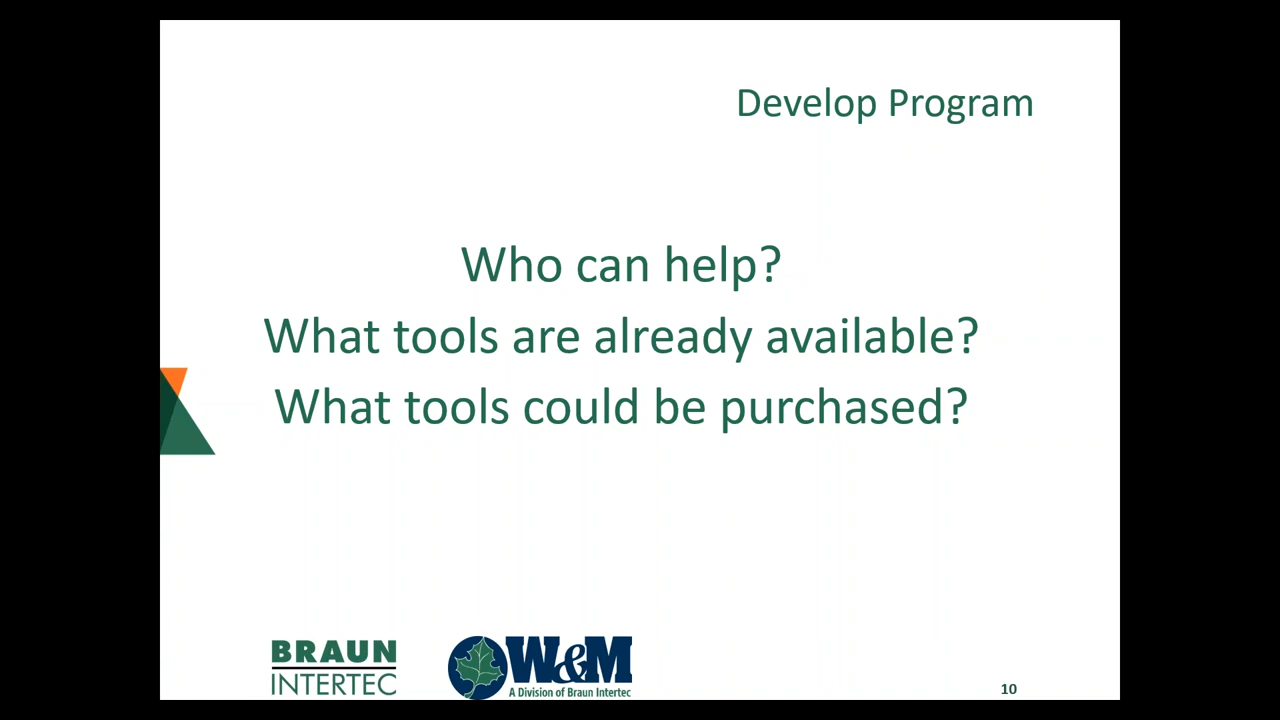 Develop Program
Who can help?
What tools are already available?
What tools could be purchased?
BRAUN
INTERTEC
W&M
A Division of Braun Intertec
10